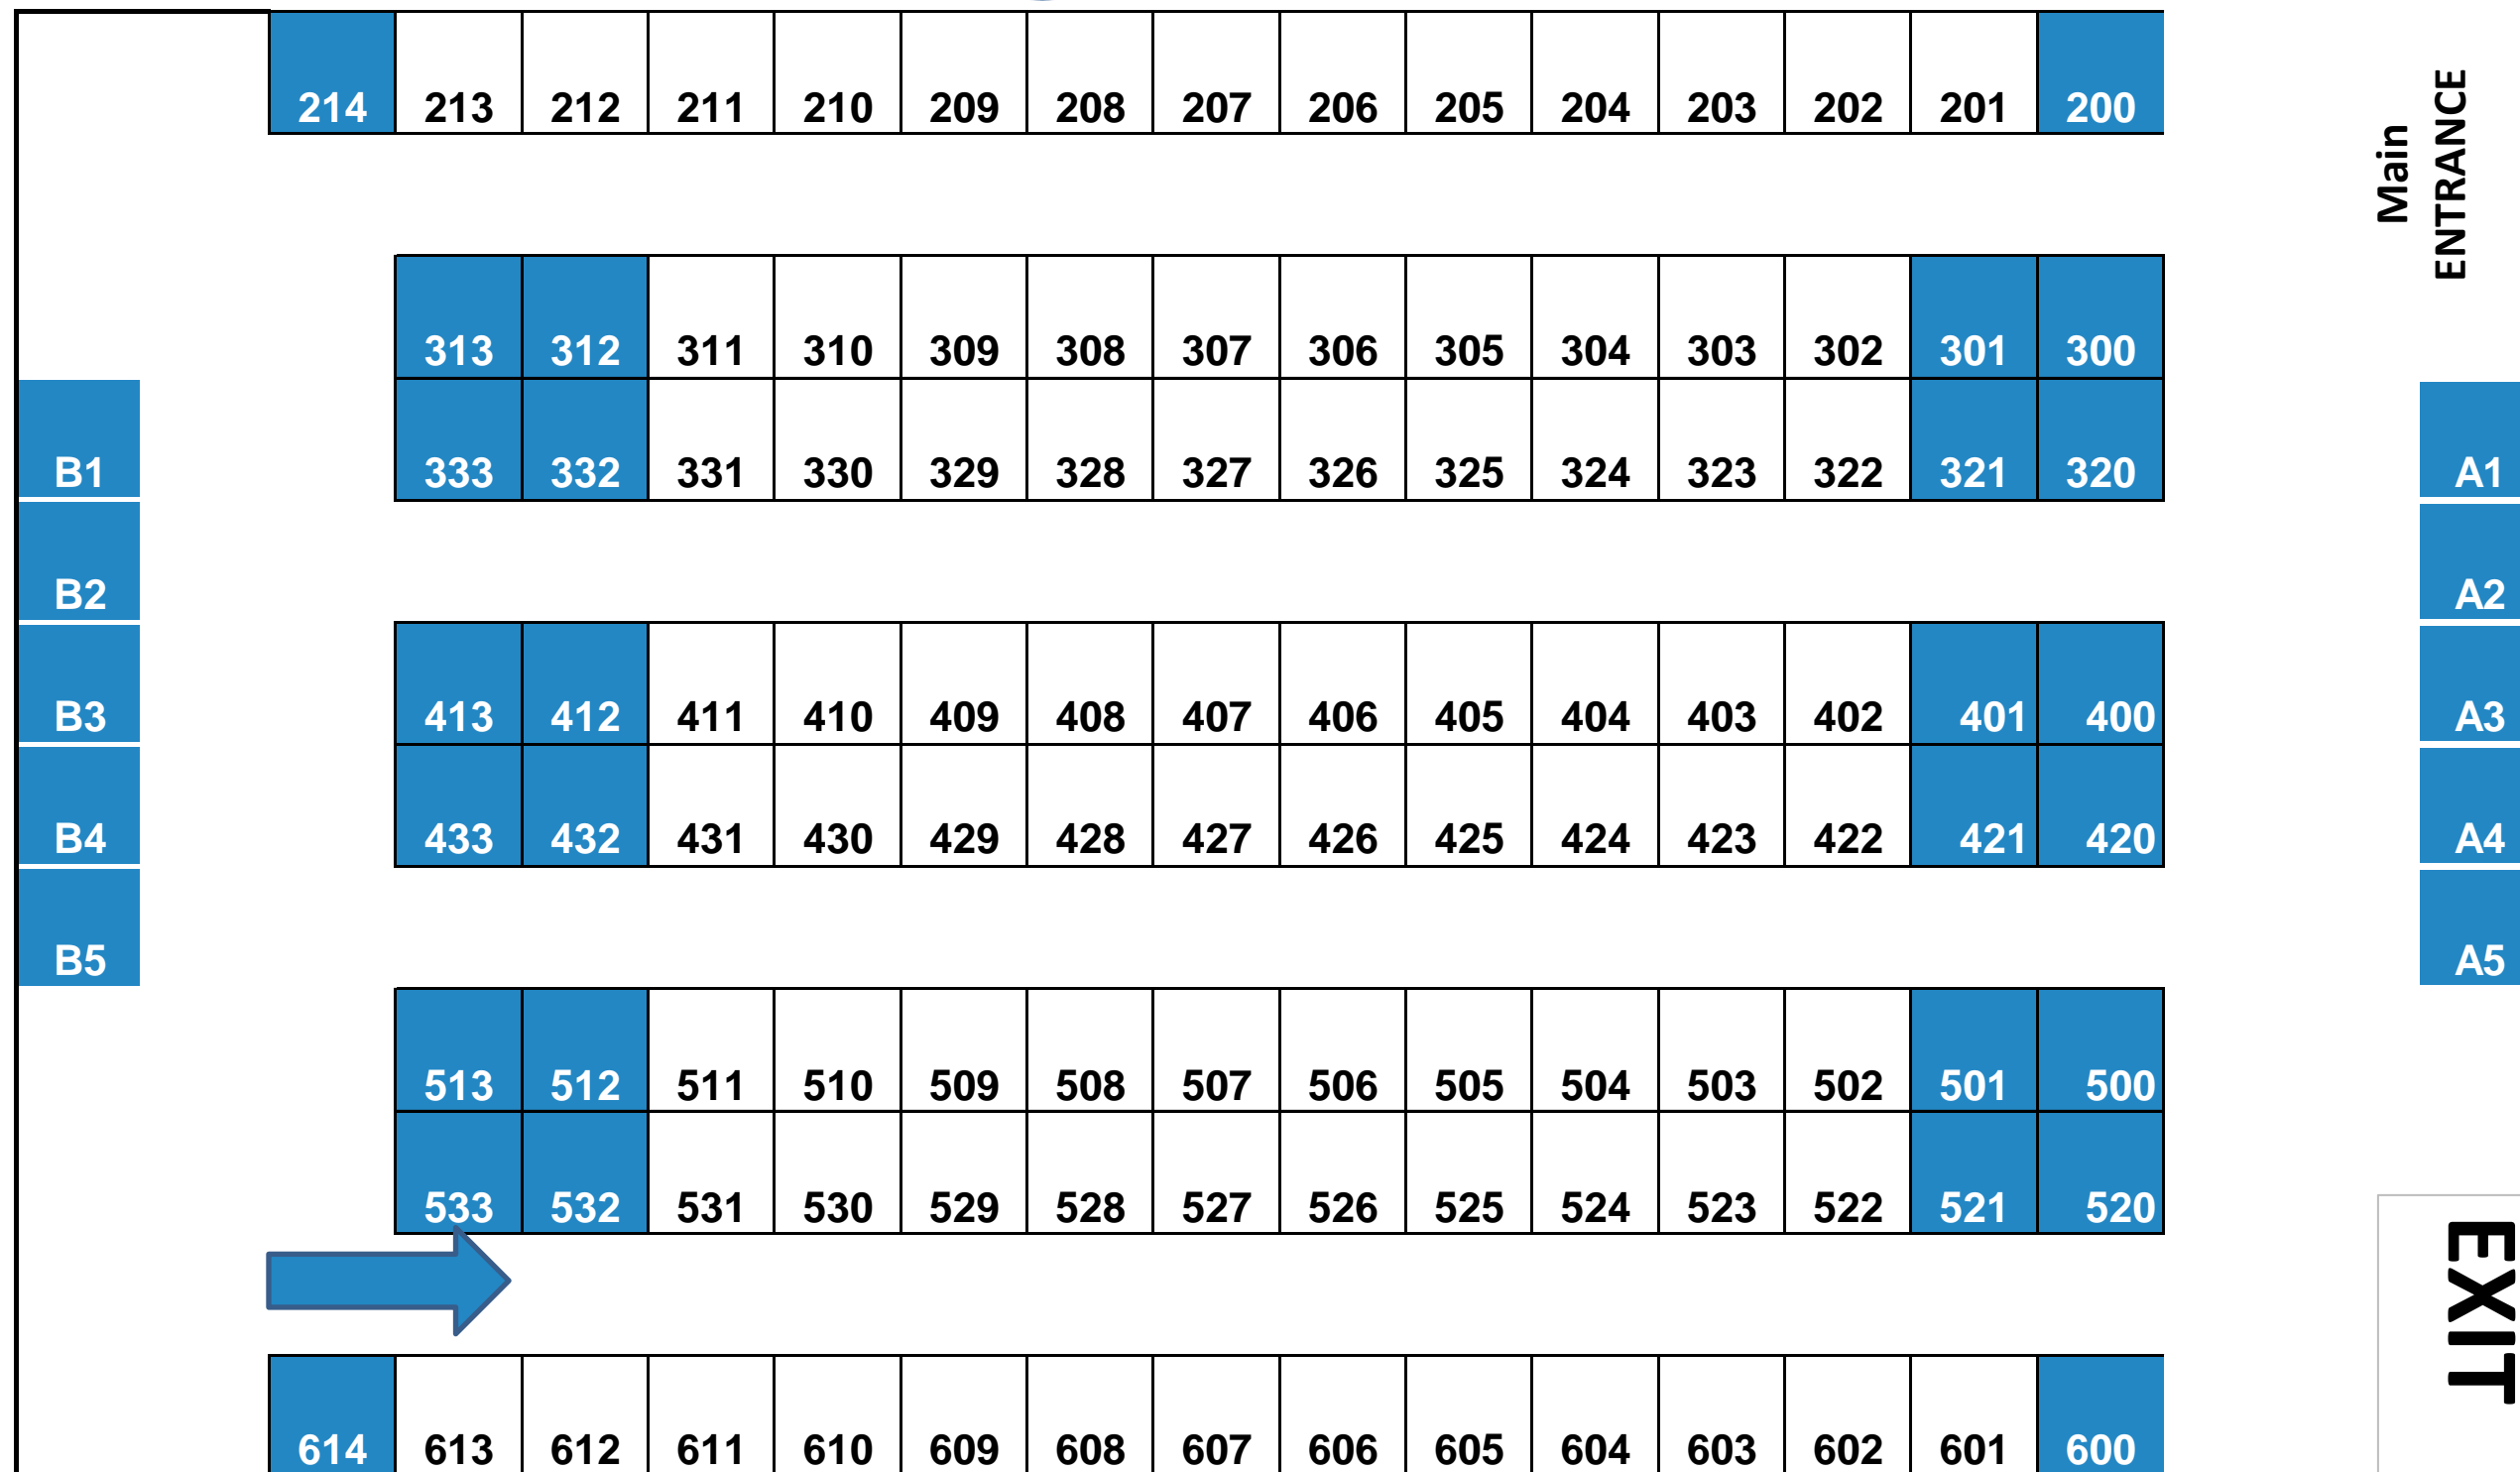 214 213 212 211 210 209 208 207 206 205 204 203 202 201 200
Main
ENTRANCE
313 312 311 310 309 308 307 306 305 304 303 302 301 300
B1 333 332 331 330 329 328 327 326 325 324 323 322 321 320 A1
B2 A2
B3 413 412 411 410 409 408 407 406 405 404 403 402 401 400 A3
B4 433 432 431 430 429 428 427 426 425 424 423 422 421 420 A4
B5 A5
513 512 511 510 509 508 507 506 505 504 503 502 501 500
533 532 531 530 529 528 527 526 525 524 523 522 521 520
EXIT
614 613 612 611 610 609 608 607 606 605 604 603 602 601 600